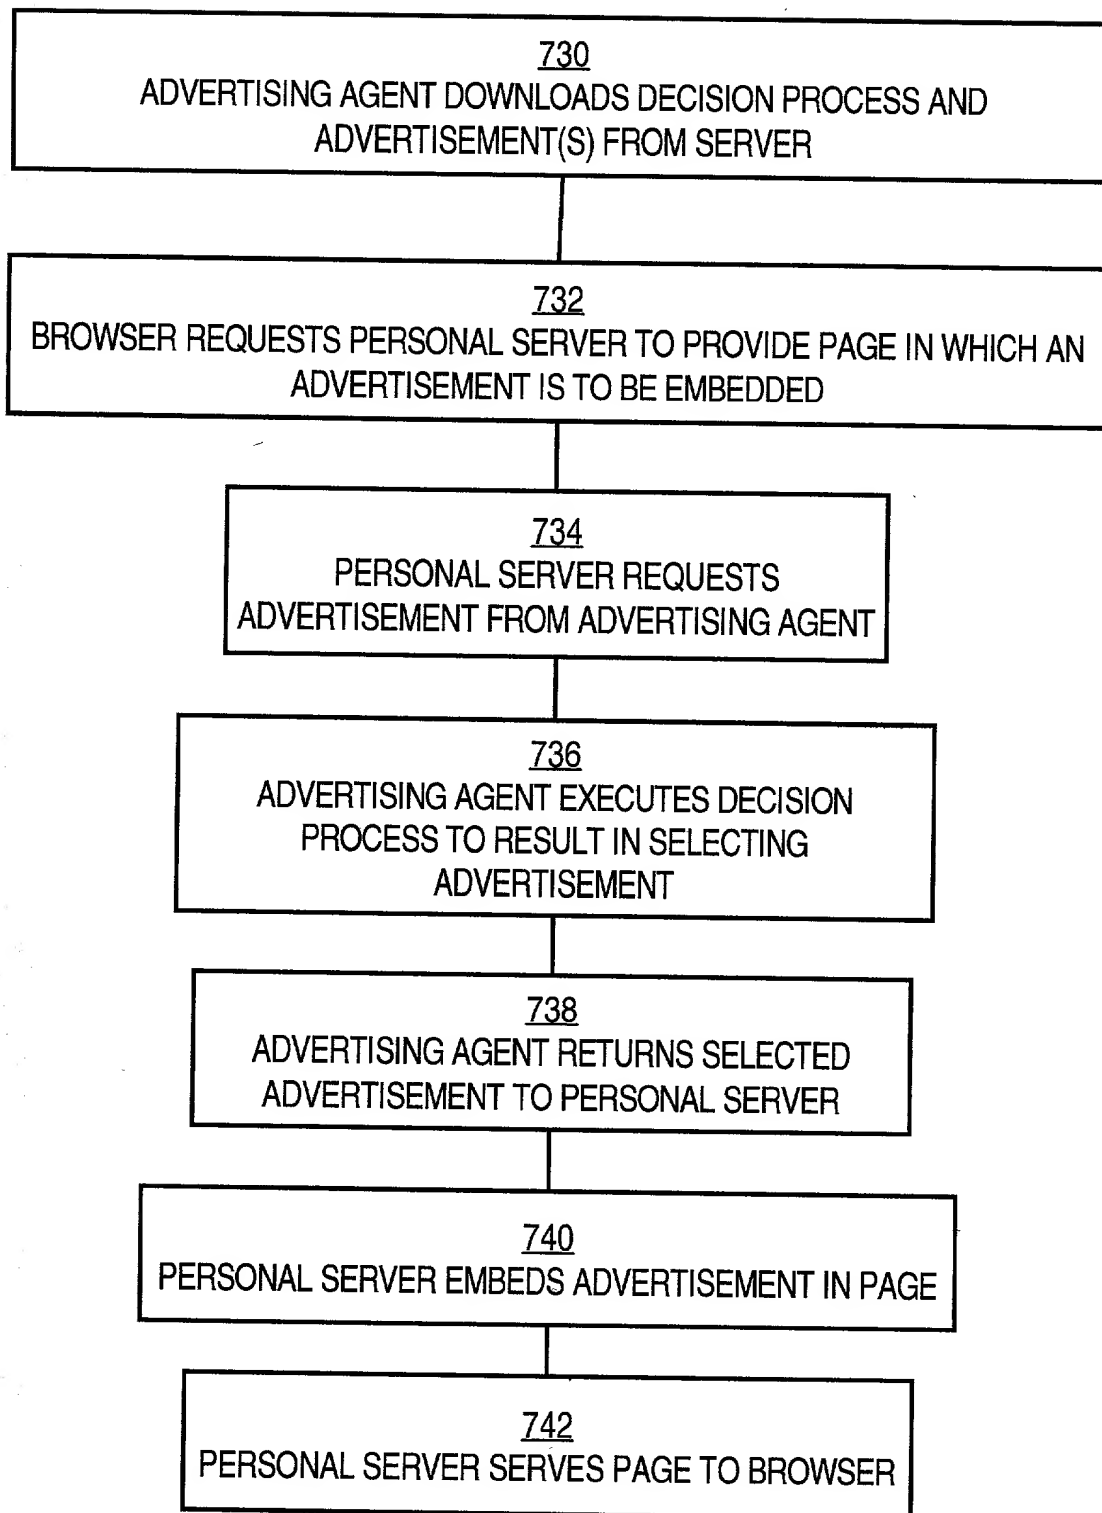 730
ADVERTISING AGENT DOWNLOADS DECISION PROCESS AND
ADVERTISEMENT(S) FROM SERVER
732
BROWSER REQUESTS PERSONAL SERVER TO PROVIDE PAGE IN WHICH AN
ADVERTISEMENT IS TO BE EMBEDDED
734
PERSONAL SERVER REQUESTS
ADVERTISEMENT FROM ADVERTISING AGENT
736
ADVERTISING AGENT EXECUTES DECISION
PROCESS TO RESULT IN SELECTING
ADVERTISEMENT
738
ADVERTISING AGENT RETURNS SELECTED
ADVERTISEMENT TO PERSONAL SERVER
740
PERSONAL SERVER EMBEDS ADVERTISEMENT IN PAGE
742
PERSONAL SERVER SERVES PAGE TO BROWSER